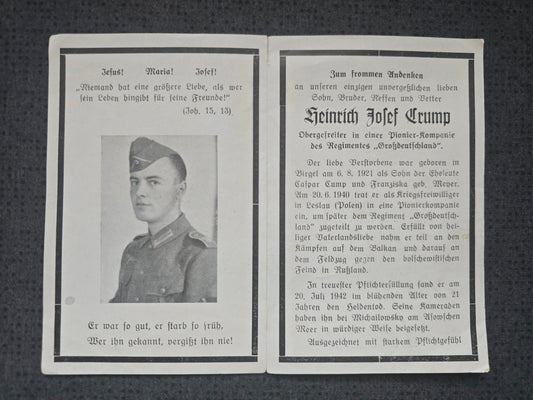 Jesus! Maria! Josef!
„Niemand hat eine größere Liebe, als wer
sein Leben hingibt für seine Freunde!“
(Joh. 15, 13)
Er war so gut, er starb so früh,
Wer ihn gekannt, vergißt ihn nie!
Zum frommen Andenken
an unseren einzigen unvergeßlichen lieben
Sohn, Bruder, Neffen und Vetter
Heinrich Josef Crump
Obergefreiter in einer Pionier-Kompanie
des Regimentes „Großdeutschland“.
Der liebe Verstorbene war geboren in
Birgel am 6. 8. 1921 als Sohn der Eheleute
Caspar Cump und Franziska geb. Meyer.
Am 20. 6. 1940 trat er als Kriegsfreiwilliger
in Leslau (Polen) in eine Pionierkompanie
ein, um später dem Regiment „Großdeutsch-
land“ zugeteilt zu werden. Erfüllt von hei-
liger Vaterlandsliebe nahm er teil an den
Kämpfen auf dem Balkan und darauf an
dem Feldzug gegen den bolschewistischen
Feind in Rußland.
In treuester Pflichterfüllung fand er am
20. Juli 1942 im blühenden Alter von 21
Jahren den Heldentod. Seine Kameraden
haben ihn bei Michailowsky am Asowschen
Meer in würdiger Weise beigesetzt.
Ausgezeichnet mit starkem Pflichtgefühl